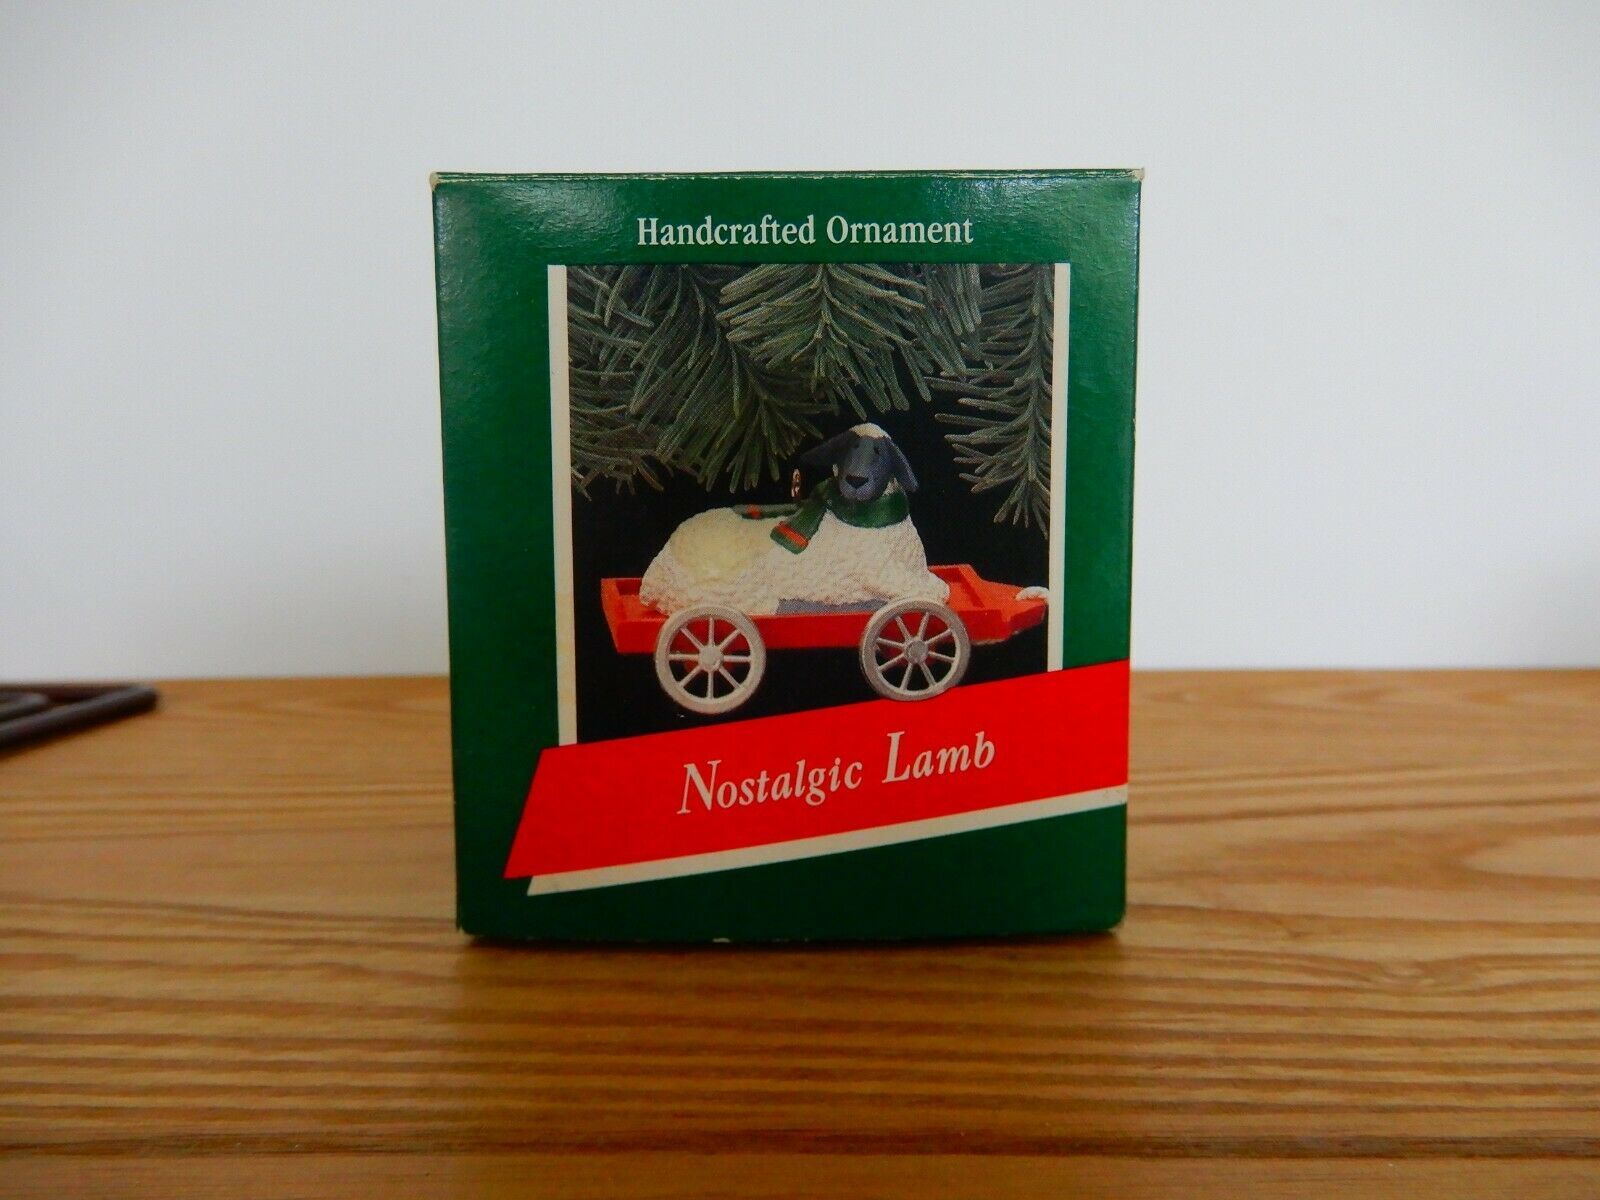 Handcrafted Ornament
Nostalgic Lamb